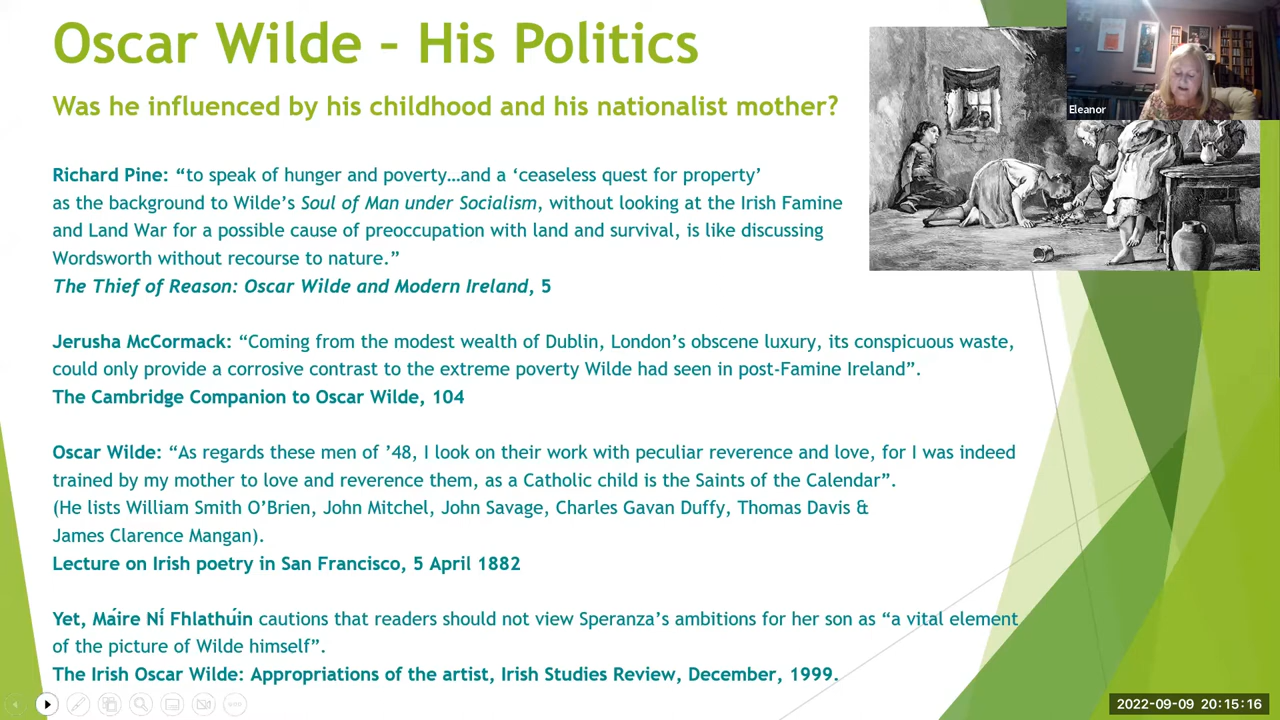 Oscar Wilde - His Politics
Was he influenced by his childhood and his nationalist mother?
Eleanor
Richard Pine: “to speak of hunger and poverty…and a ‘ceaseless quest for property’
as the background to Wilde’s Soul of Man under Socialism, without looking at the Irish Famine
and Land War for a possible cause of preoccupation with land and survival, is like discussing
Wordsworth without recourse to nature.”
The Thief of Reason: Oscar Wilde and Modern Ireland, 5
Jerusha McCormack: “Coming from the modest wealth of Dublin, London’s obscene luxury, its conspicuous waste,
could only provide a corrosive contrast to the extreme poverty Wilde had seen in post-Famine Ireland”.
The Cambridge Companion to Oscar Wilde, 104
Oscar Wilde: “As regards these men of ’48, I look on their work with peculiar reverence and love, for I was indeed
trained by my mother to love and reverence them, as a Catholic child is the Saints of the Calendar”.
(He lists William Smith O’Brien, John Mitchel, John Savage, Charles Gavan Duffy, Thomas Davis &
James Clarence Mangan).
Lecture on Irish poetry in San Francisco, 5 April 1882
Yet, Maíre Ní Fhlathuín cautions that readers should not view Speranza’s ambitions for her son as “a vital element
of the picture of Wilde himself”.
The Irish Oscar Wilde: Appropriations of the artist, Irish Studies Review, December, 1999.
2022-09-09 20:15:16